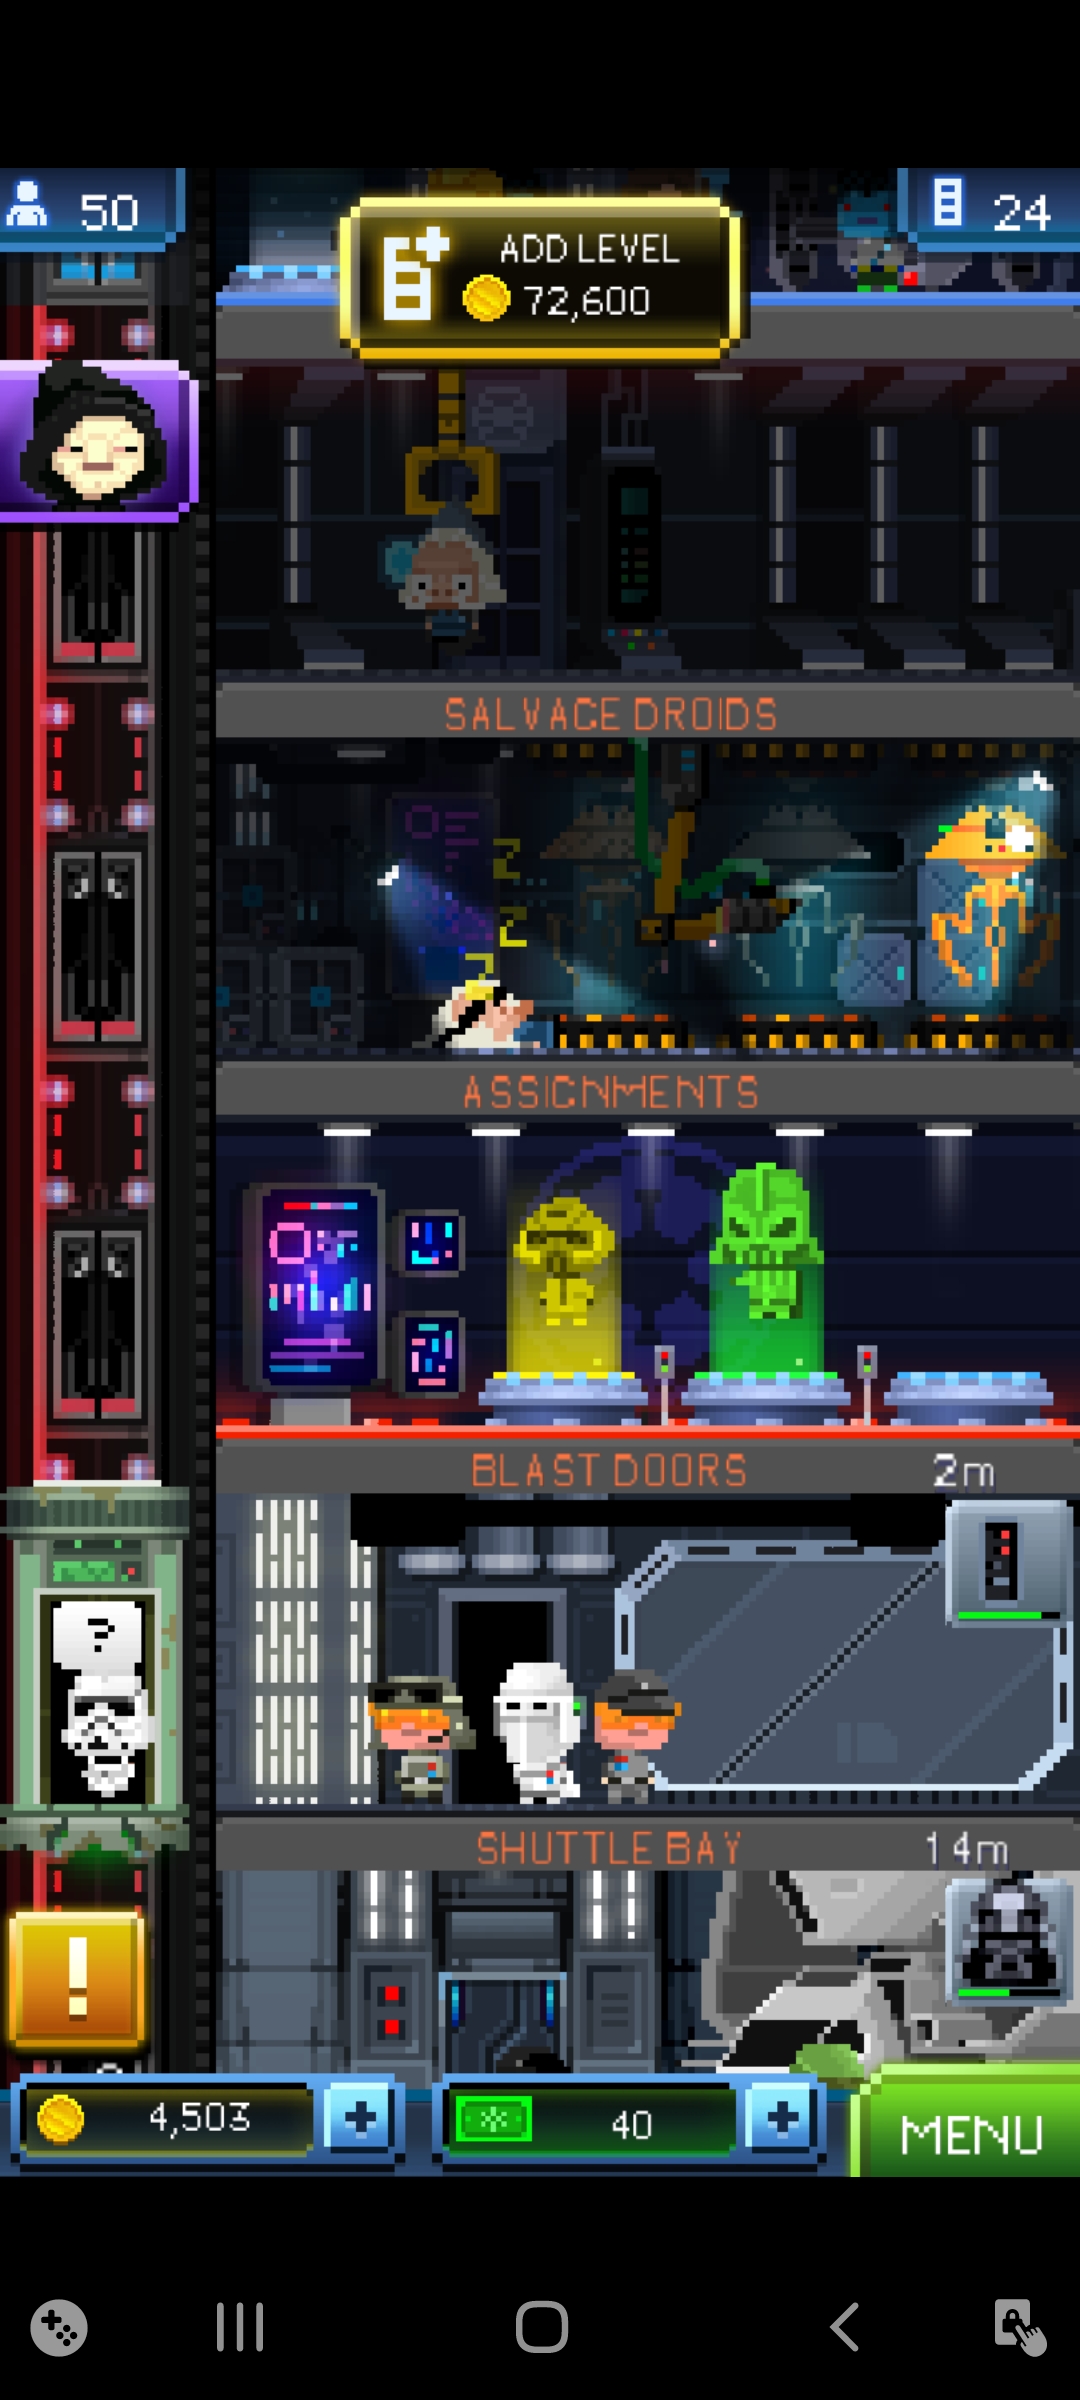 50
ADD LEVEL
72,600
24
SALVAGE DROIDS
Z
Z
Z
ASSIGNMENTS
BLAST DOORS 2m
?
SHUTTLE BAY 14m
!
4,503 +
40 +
MENU